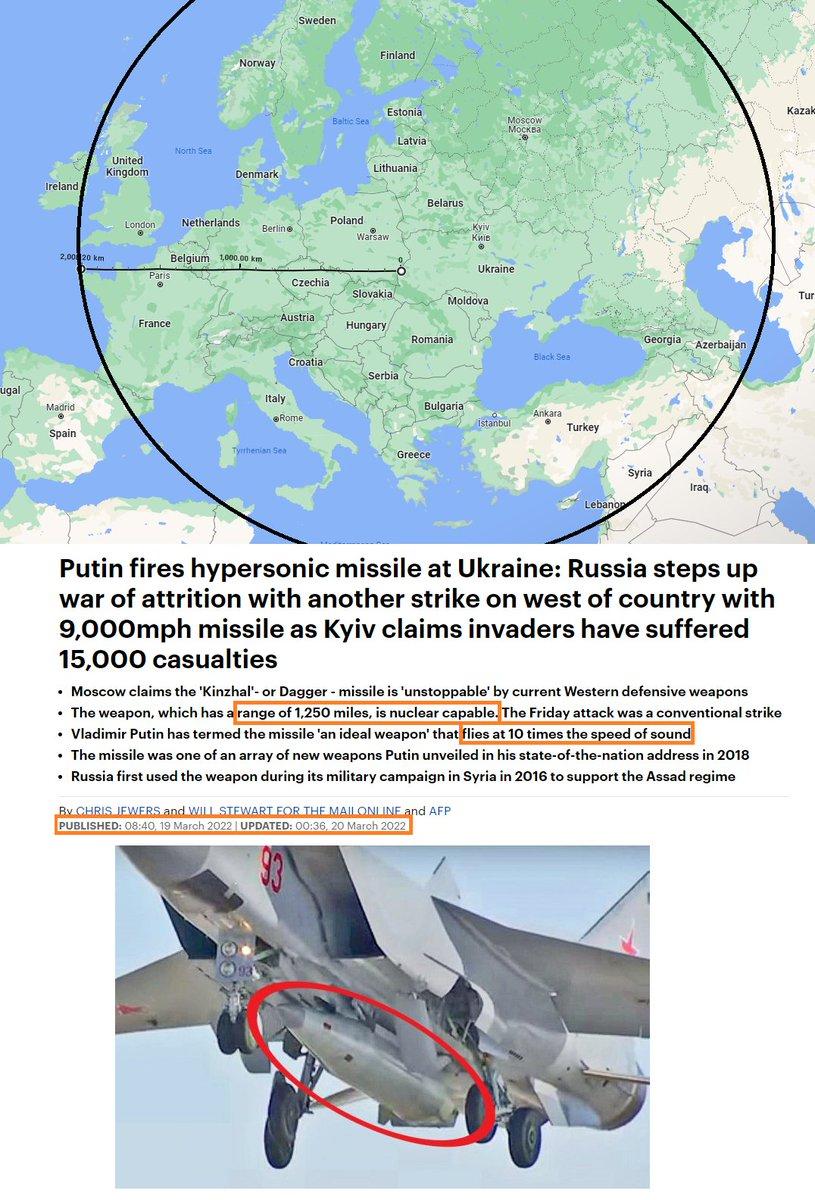 Sweden
Finland
Norway
Estonia
Moscow
Москва
Kazak
Baltic Sea
North Sea
Latvia
United
Kingdom
Denmark
Lithuania
Ireland
Belarus
London
Netherlands
Berlin
Poland
Warsaw
Kyiv
Київ
2,00 20 km
Belgium
1,000.00 km
0
Paris
Czechia
Ukraine
Slovakia
Moldova
Tur
France
Austria
Hungary
Romania
Georgia
Azerbaijan
Croatia
Serbia
Black Sea
ugal
Italy
Bulgaria
Madrid
Rome
Istanbul
Ankara
Spain
Turkey
Tyrrhenian Sea
Greece
Syria
Iraq
Lebanon
Mediterranean Sea
Putin fires hypersonic missile at Ukraine: Russia steps up
war of attrition with another strike on west of country with
9,000mph missile as Kyiv claims invaders have suffered
15,000 casualties
• Moscow claims the 'Kinzhal'- or Dagger - missile is 'unstoppable' by current Western defensive weapons
• The weapon, which has a range of 1,250 miles, is nuclear capable. The Friday attack was a conventional strike
• Vladimir Putin has termed the missile 'an ideal weapon' that flies at 10 times the speed of sound
• The missile was one of an array of new weapons Putin unveiled in his state-of-the-nation address in 2018
• Russia first used the weapon during its military campaign in Syria in 2016 to support the Assad regime
By CHRIS JEWERS and WILL STEWART FOR THE MAILONLINE and AFP
PUBLISHED: 08:40, 19 March 2022 | UPDATED: 00:36, 20 March 2022
93
93